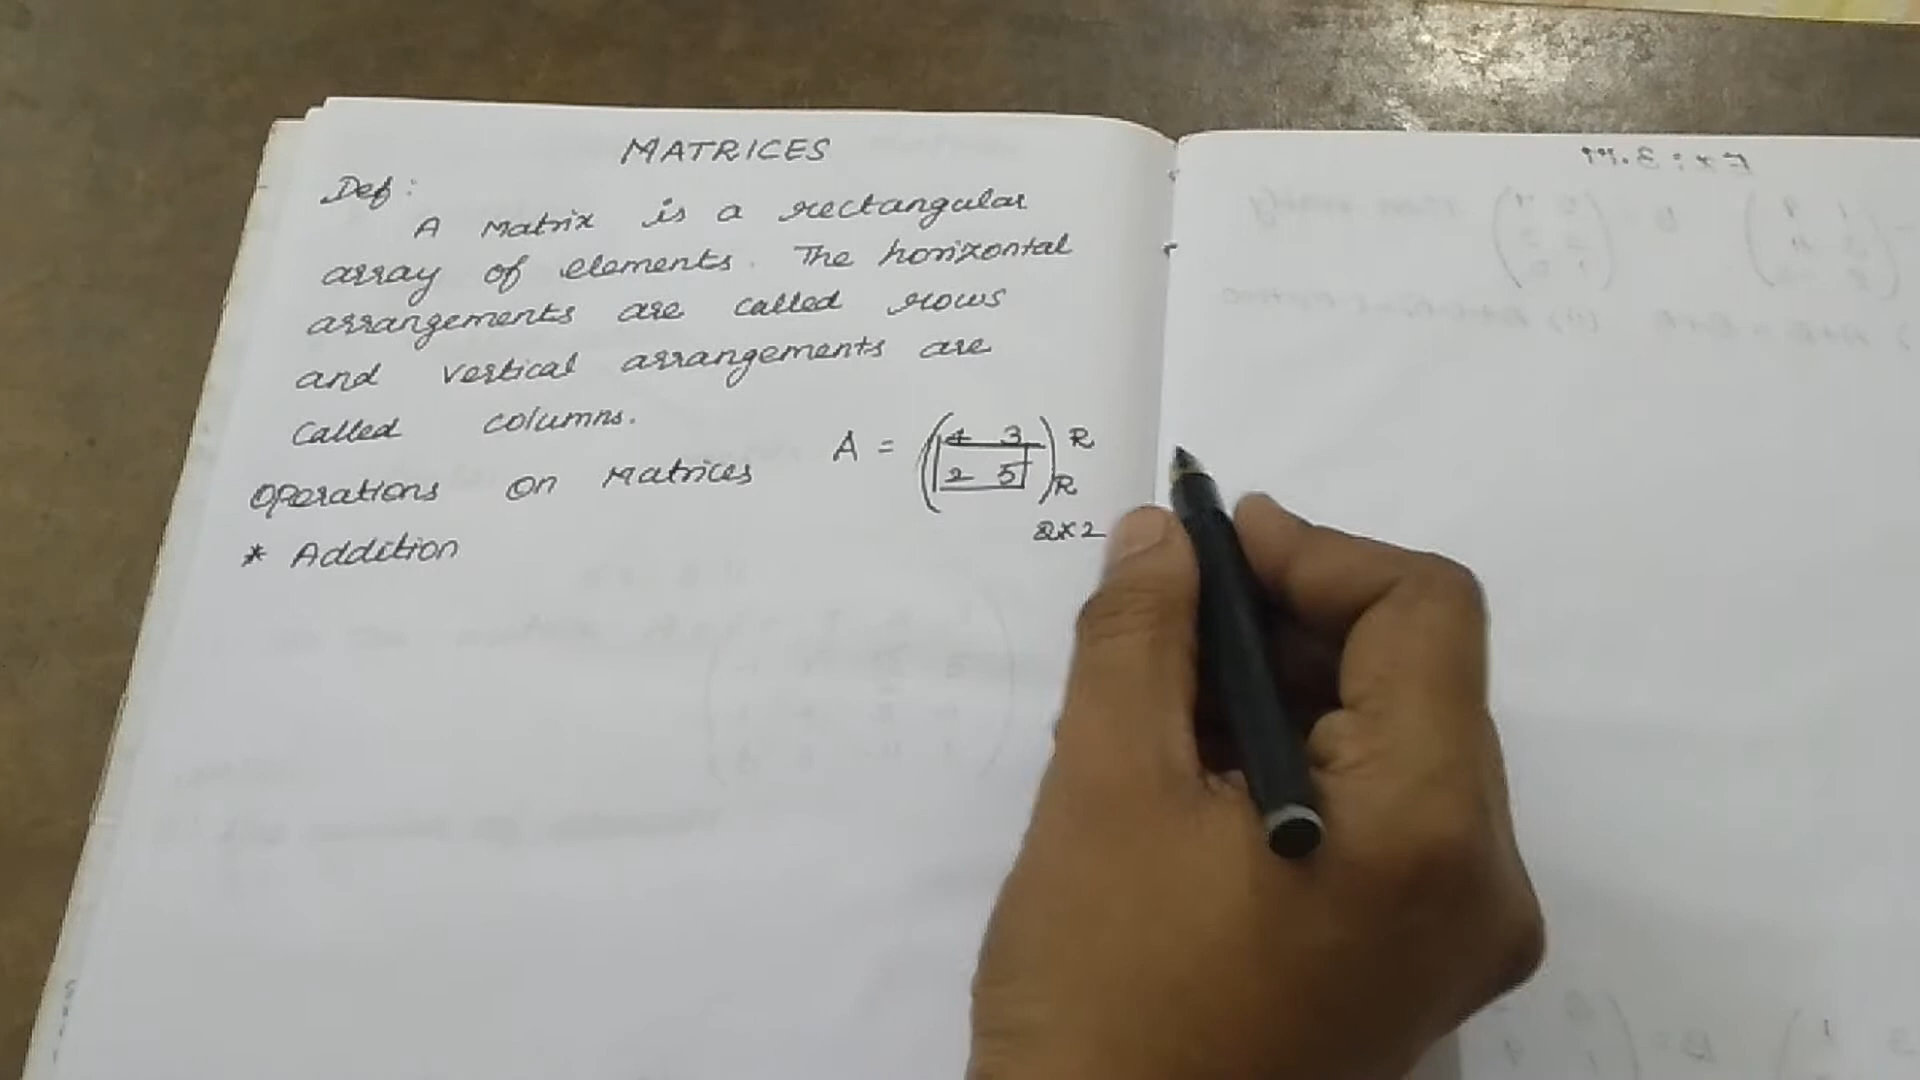 MATRICES
Def:
A Matrix is a rectangular
array of elements. The horizontal
arrangements are called rows
and vertical arrangements are
called columns.
A = (4 3) R
(2 5) R
2×2
Operations on Matrices
* Addition